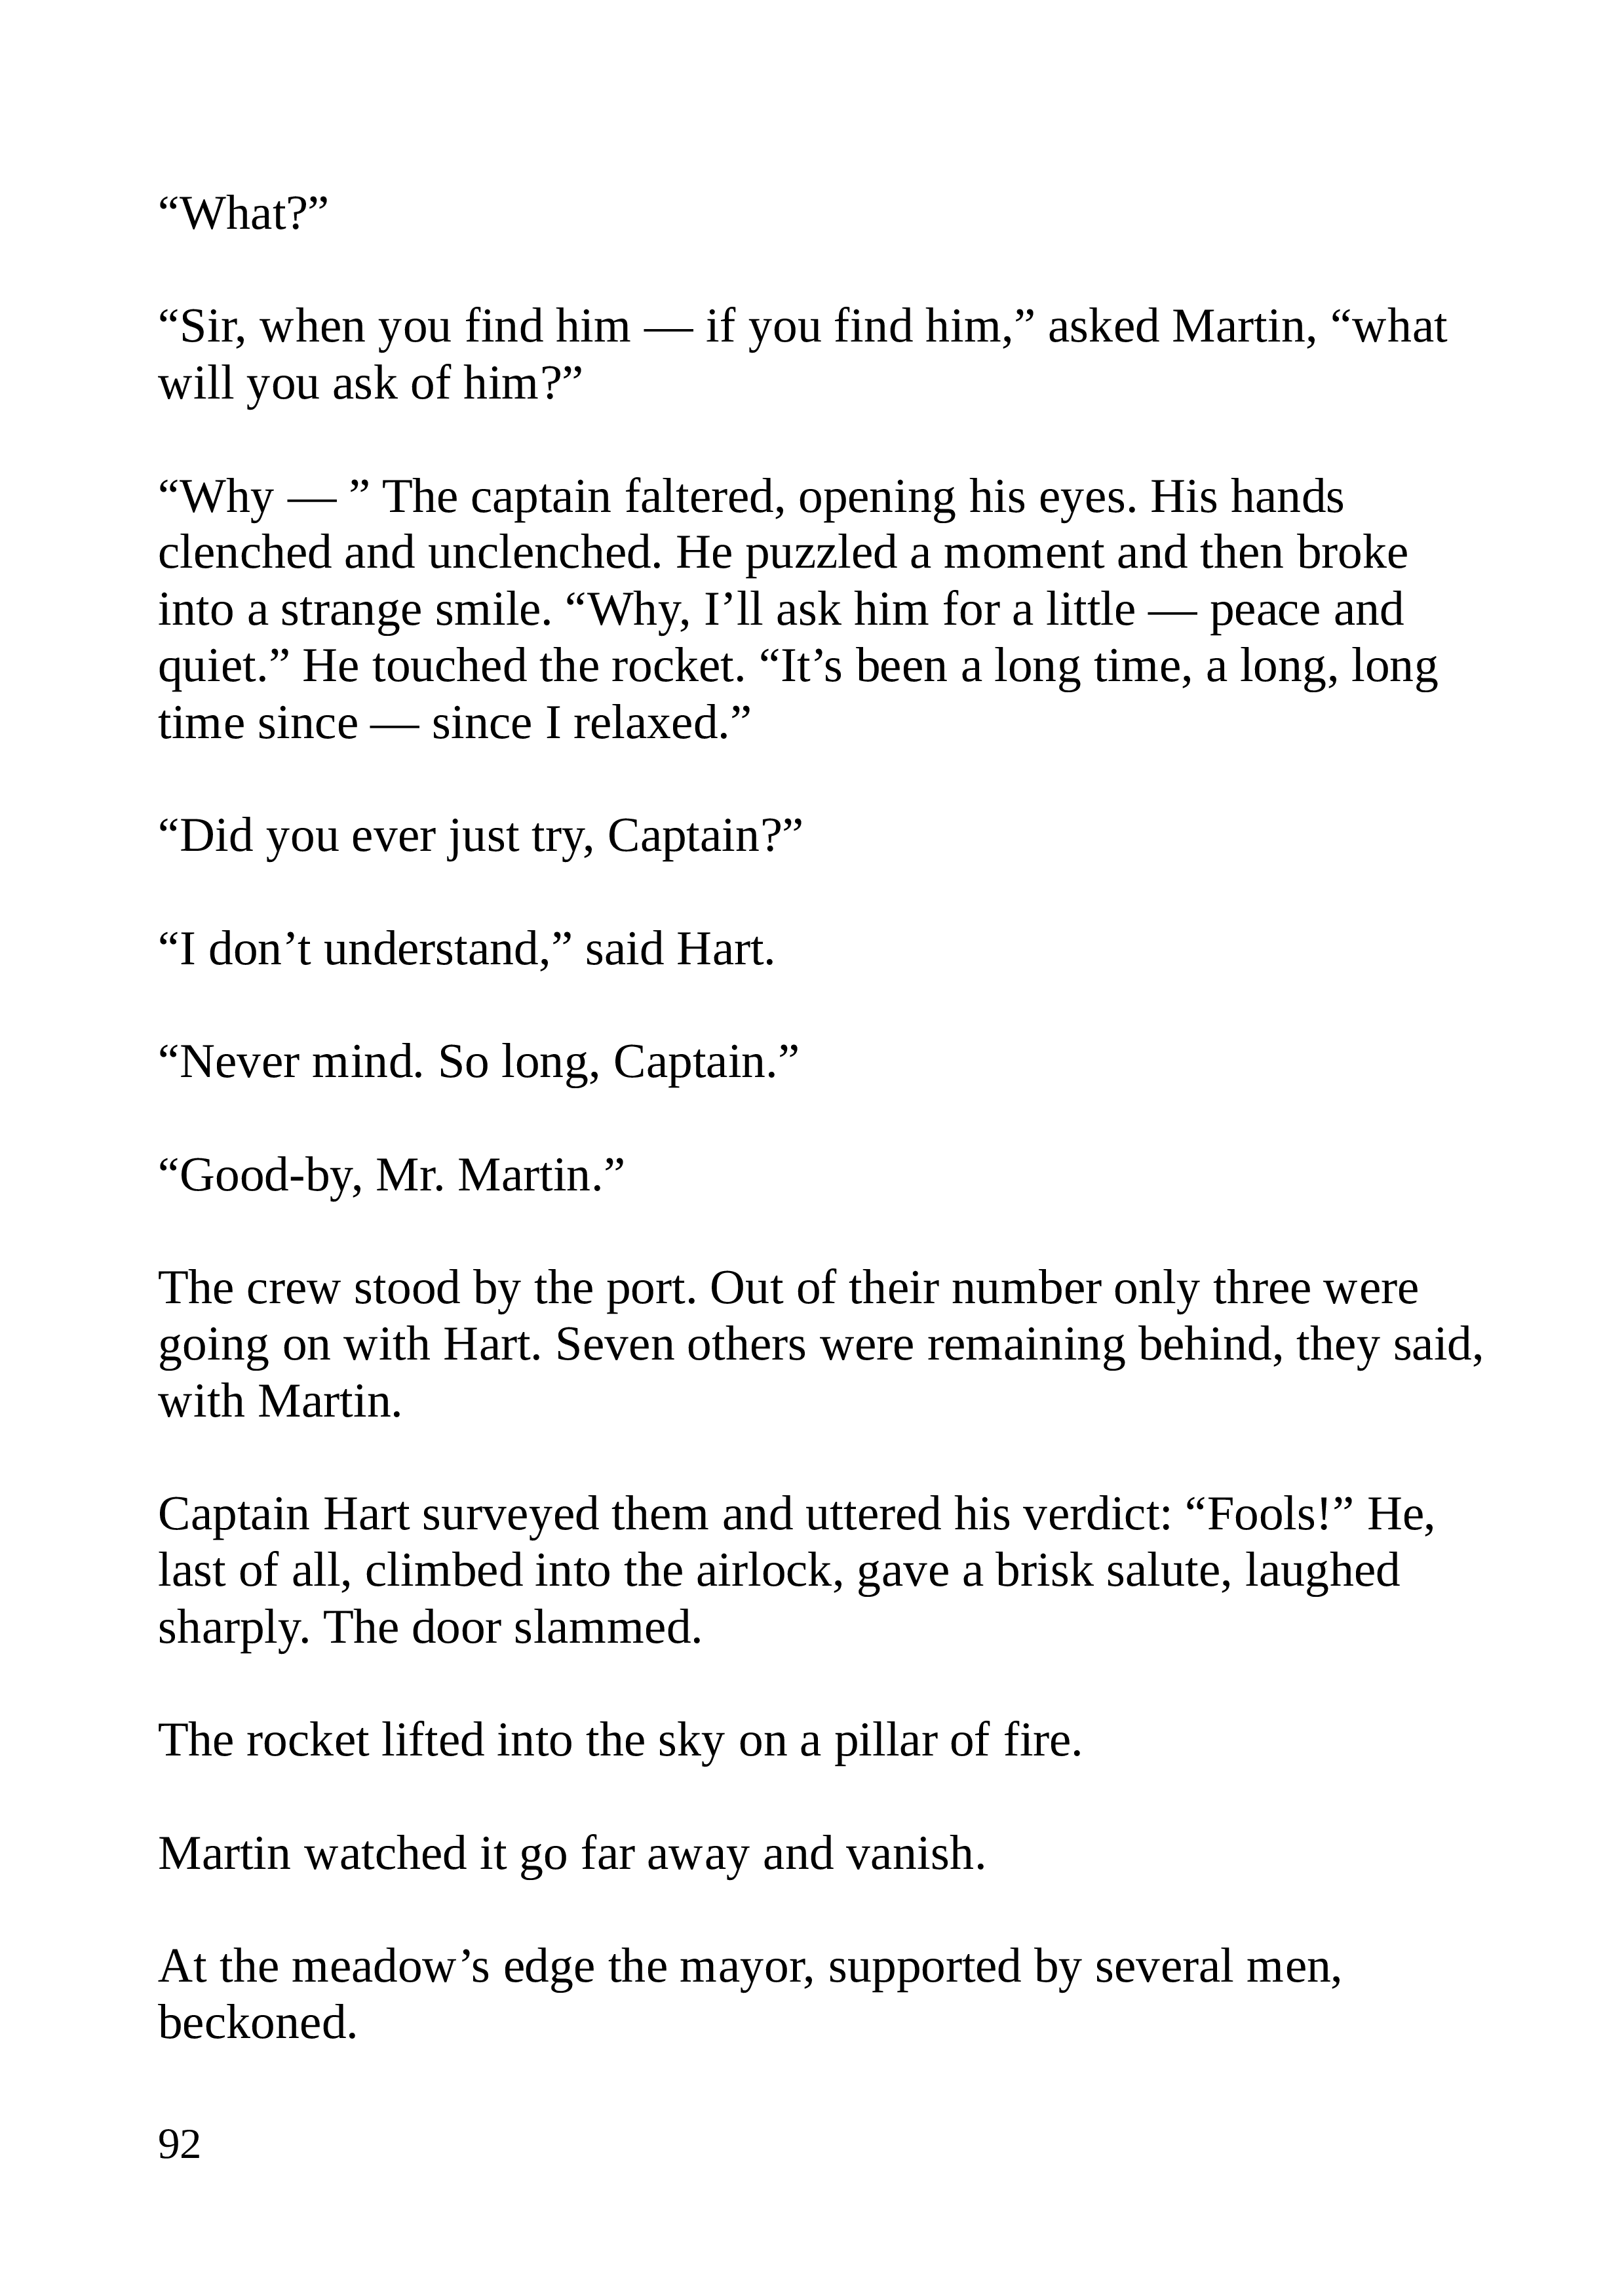 “What?”
“Sir, when you find him — if you find him,” asked Martin, “what
will you ask of him?”
“Why — ” The captain faltered, opening his eyes. His hands
clenched and unclenched. He puzzled a moment and then broke
into a strange smile. “Why, I’ll ask him for a little — peace and
quiet.” He touched the rocket. “It’s been a long time, a long, long
time since — since I relaxed.”
“Did you ever just try, Captain?”
“I don’t understand,” said Hart.
“Never mind. So long, Captain.”
“Good-by, Mr. Martin.”
The crew stood by the port. Out of their number only three were
going on with Hart. Seven others were remaining behind, they said,
with Martin.
Captain Hart surveyed them and uttered his verdict: “Fools!” He,
last of all, climbed into the airlock, gave a brisk salute, laughed
sharply. The door slammed.
The rocket lifted into the sky on a pillar of fire.
Martin watched it go far away and vanish.
At the meadow’s edge the mayor, supported by several men,
beckoned.
92